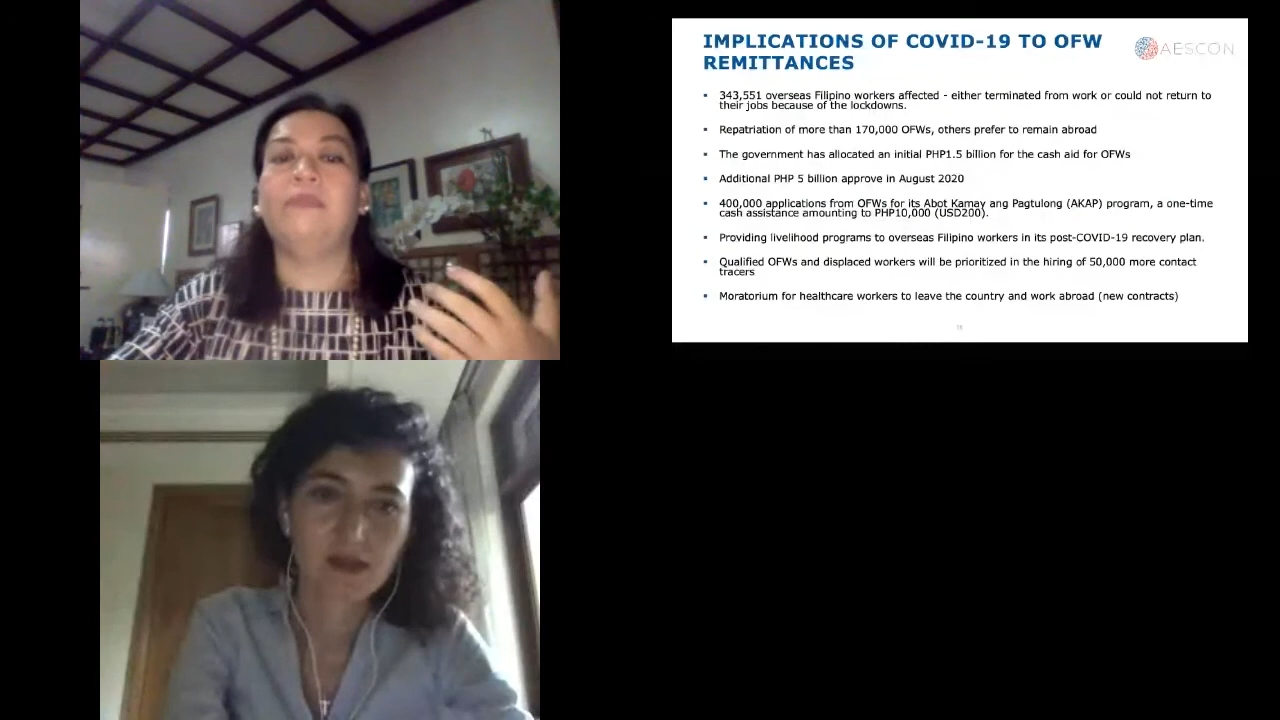 IMPLICATIONS OF COVID-19 TO OFW
REMITTANCES
AESCON
▪ 343,551 overseas Filipino workers affected - either terminated from work or could not return to
their jobs because of the lockdowns.
▪ Repatriation of more than 170,000 OFWs, others prefer to remain abroad
▪ The government has allocated an initial PHP1.5 billion for the cash aid for OFWs
▪ Additional PHP 5 billion approve in August 2020
▪ 400,000 applications from OFWs for its Abot Kamay ang Pagtulong (AKAP) program, a one-time
cash assistance amounting to PHP10,000 (USD200).
▪ Providing livelihood programs to overseas Filipino workers in its post-COVID-19 recovery plan.
▪ Qualified OFWs and displaced workers will be prioritized in the hiring of 50,000 more contact
tracers
▪ Moratorium for healthcare workers to leave the country and work abroad (new contracts)